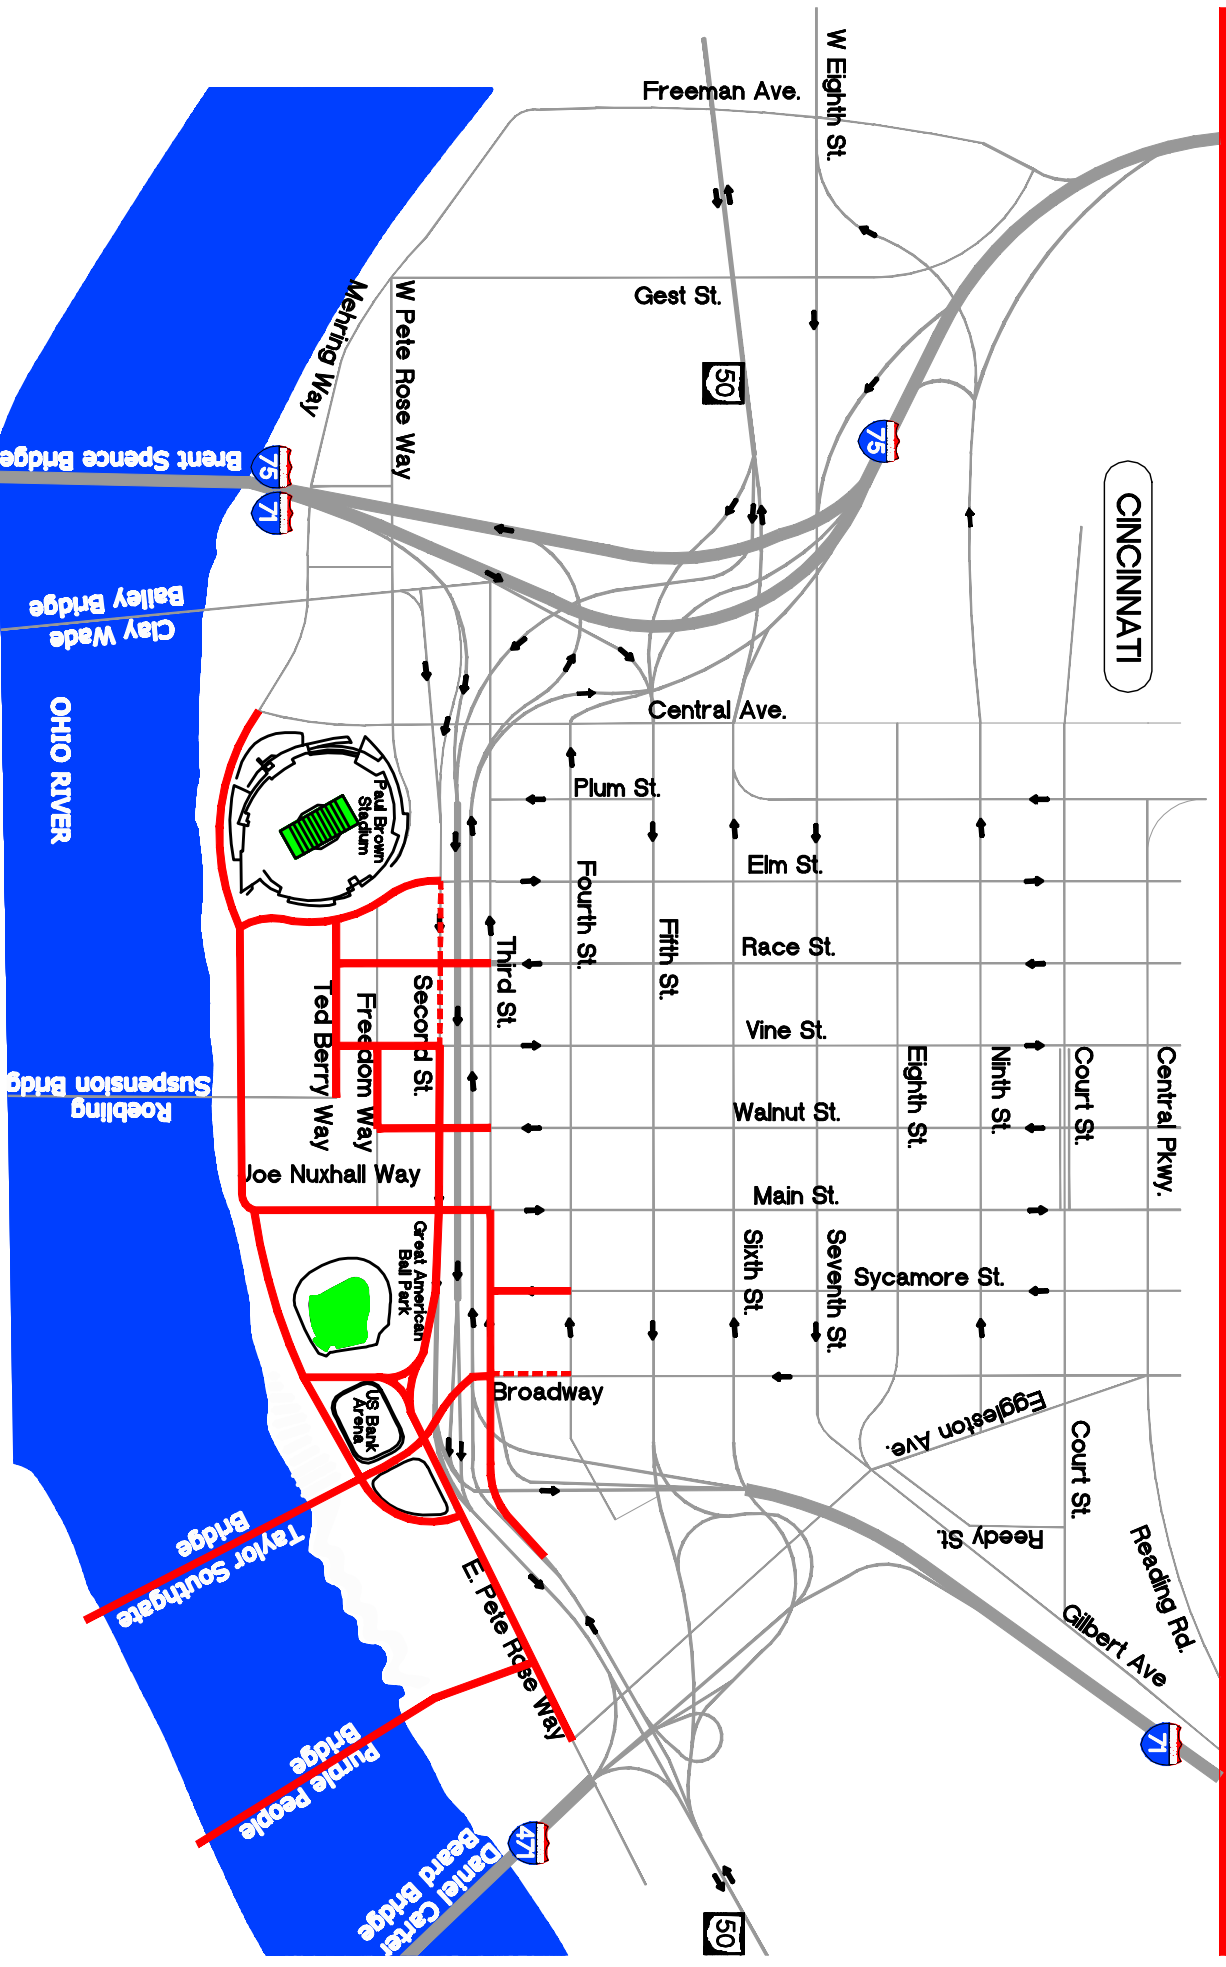 Freeman Ave.
W Eighth St.
Gest St.
W Pete Rose Way
Mehring Way
50
75
CINCINNATI
Brent Spence Bridge
75
71
Clay Wade
Bailey Bridge
OHIO RIVER
Central Ave.
Plum St.
Paul Brown
Stadium
Elm St.
Fourth St.
Fifth St.
Race St.
Third St.
Second St.
Freedom Way
Ted Berry Way
Vine St.
Eighth St.
Ninth St.
Court St.
Central Pkwy.
Roebling
Suspension Bridg
Walnut St.
Joe Nuxhall Way
Main St.
Great American
Ball Park
Sixth St.
Seventh St.
Sycamore St.
Broadway
US Bank
Arena
Eggleston Ave.
Court St.
Reedy St.
Reading Rd.
Gilbert Ave
Taylor Southgate
Bridge
E. Pete Rose Way
Purple People
Bridge
71
471
Daniel Carter
Beard Bridge
50